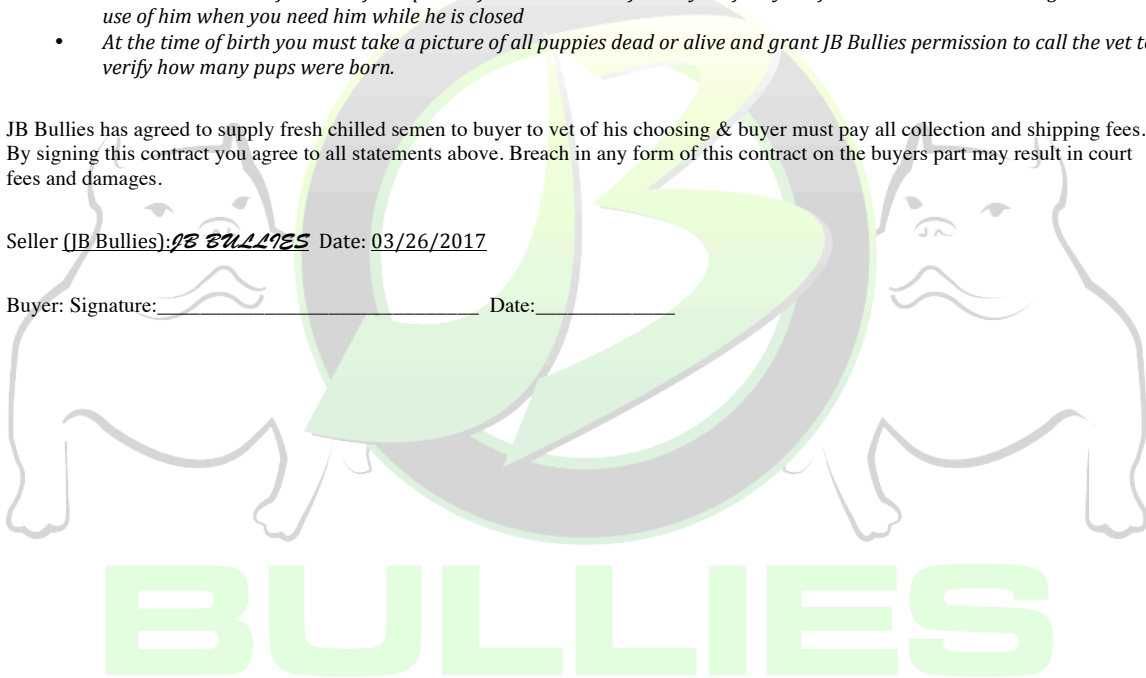 use of him when you need him while he is closed
• At the time of birth you must take a picture of all puppies dead or alive and grant JB Bullies permission to call the vet to
verify how many pups were born.
JB Bullies has agreed to supply fresh chilled semen to buyer to vet of his choosing & buyer must pay all collection and shipping fees.
By signing this contract you agree to all statements above. Breach in any form of this contract on the buyers part may result in court
fees and damages.
Seller (JB Bullies):JB BULLIES Date: 03/26/2017
Buyer: Signature:______________________________ Date:_____________
JB
BULLIES